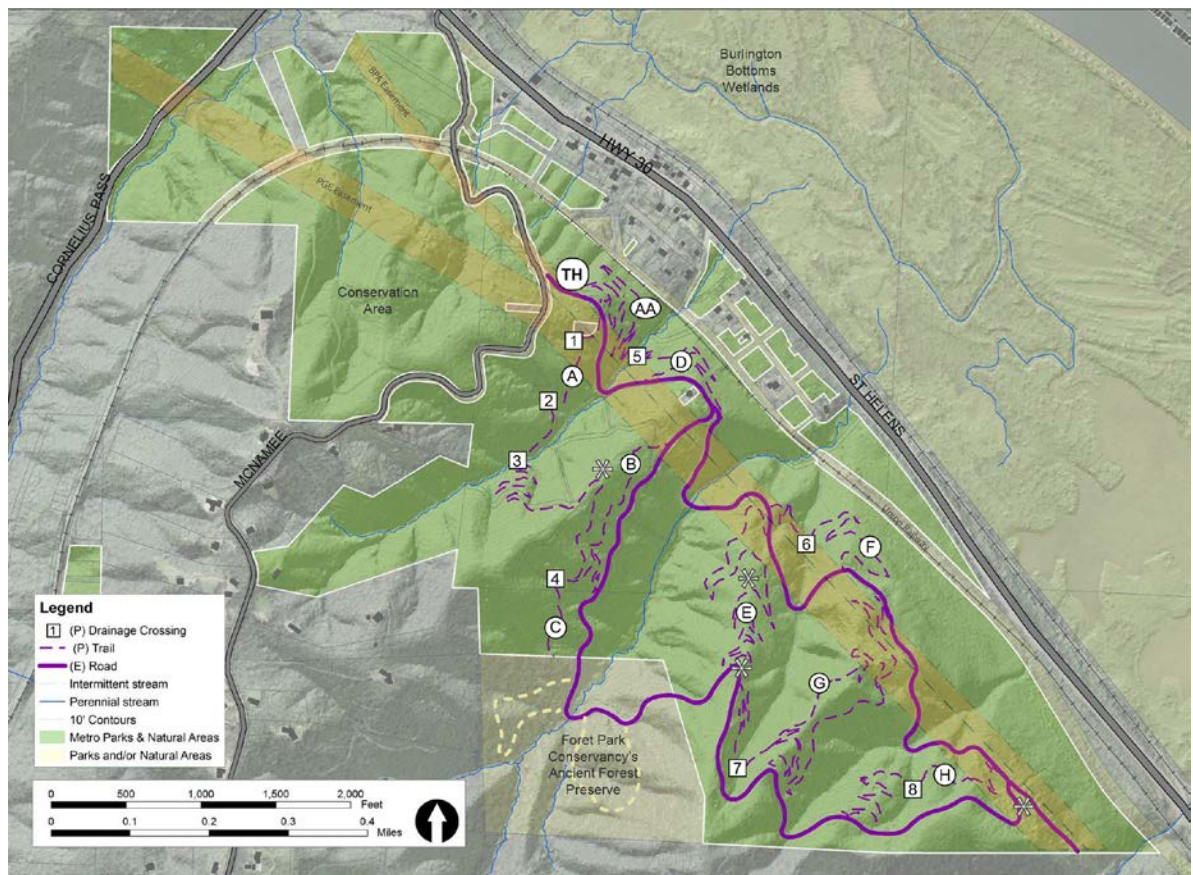 Burlington
Bottoms
Wetlands
BPA Easement
HWY 30
PGE Easement
CORNELIUS PASS
TH
Conservation
Area
AA
1
5
D
A
2
ST HELENS
MCNAMEE
3
B
6
F
4
E
C
G
7
H
8
Foret Park
Conservancy's
Ancient Forest
Preserve
Legend
1 (P) Drainage Crossing
(P) Trail
(E) Road
Intermittent stream
Perennial stream
10' Contours
Metro Parks & Natural Areas
Parks and/or Natural Areas
0 500 1,000 1,500 2,000
Feet
0 0.1 0.2 0.3 0.4
Miles